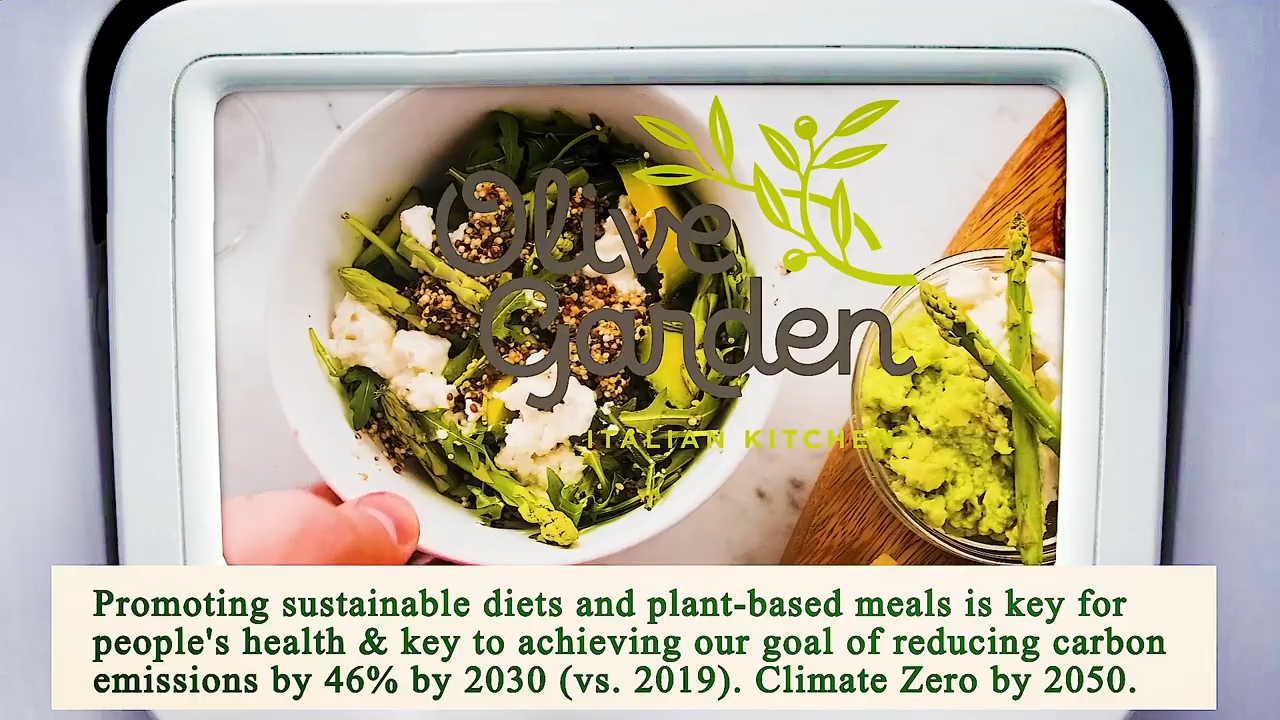 Olive
Garden
ITALIAN KITCHEN
Promoting sustainable diets and plant-based meals is key for
people's health & key to achieving our goal of reducing carbon
emissions by 46% by 2030 (vs. 2019). Climate Zero by 2050.